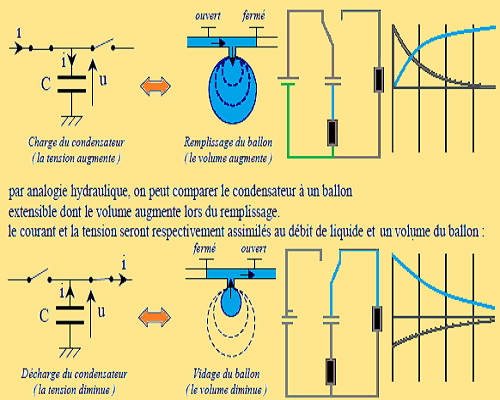 ouvert fermé
i
i
C
u
Charge du condensateur
( la tension augmente )
Remplissage du ballon
( le volume augmente )
par analogie hydraulique, on peut comparer le condensateur à un ballon
extensible dont le volume augmente lors du remplissage.
le courant et la tension seront respectivement assimilés au débit de liquide et un volume du ballon :
fermé ouvert
i
i
C
u
Décharge du condensateur
( la tension diminue )
Vidage du ballon
( le volume diminue )